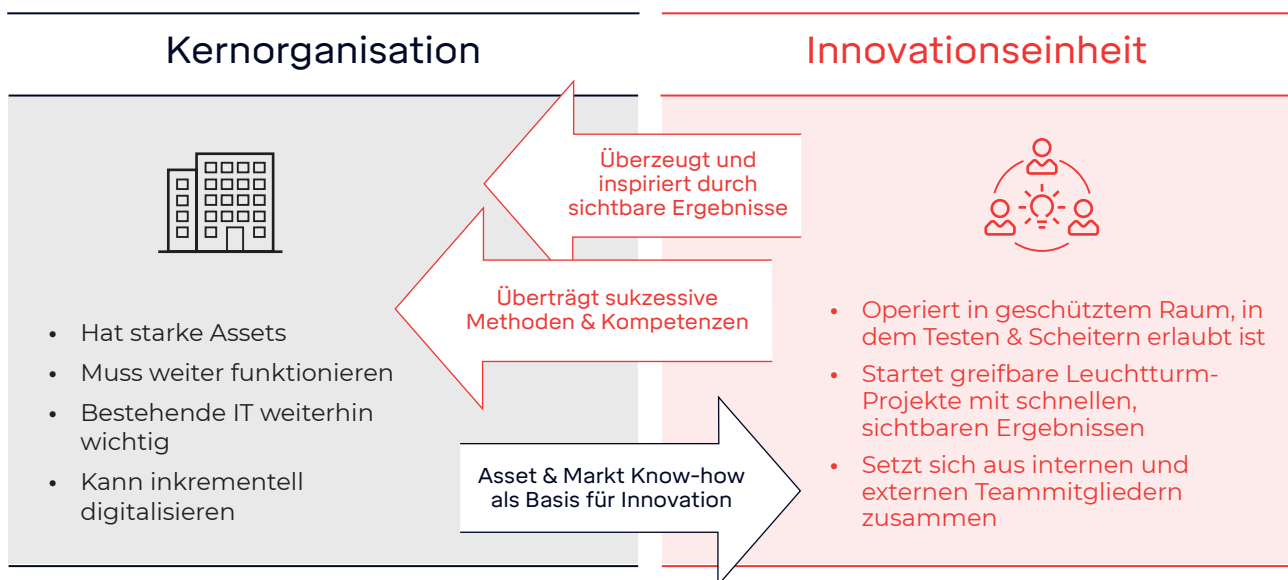 Kernorganisation
Innovationseinheit
Überzeugt und
inspiriert durch
sichtbare Ergebnisse
Überträgt sukzessive
Methoden & Kompetenzen
• Hat starke Assets
• Muss weiter funktionieren
• Bestehende IT weiterhin
wichtig
• Kann inkrementell
digitalisieren
Asset & Markt Know-how
als Basis für Innovation
• Operiert in geschütztem Raum, in
dem Testen & Scheitern erlaubt ist
• Startet greifbare Leuchtturm-
Projekte mit schnellen,
sichtbaren Ergebnissen
• Setzt sich aus internen und
externen Teammitgliedern
zusammen